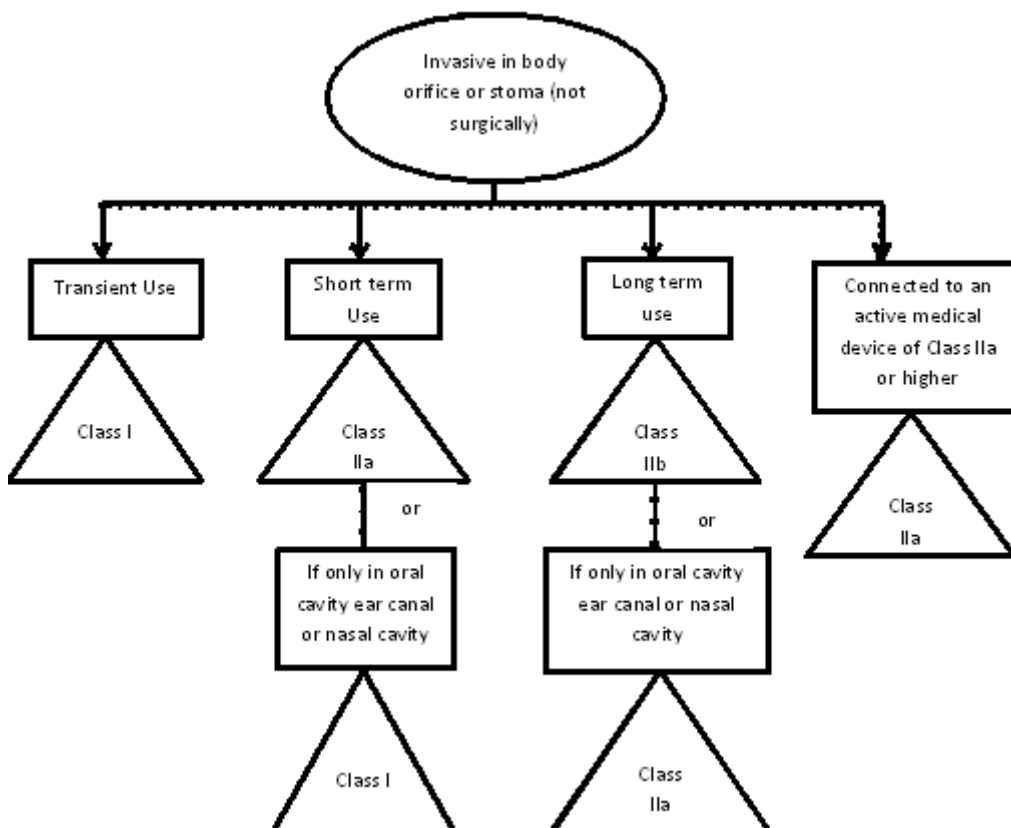 Invasive in body
orifice or stoma (not
surgically)
Transient Use
Short term
Use
Long term
use
Connected to an
active medical
device of Class IIa
or higher
Class I
Class
IIa
Class
IIb
Class
IIa
or
or
If only in oral
cavity ear canal
or nasal cavity
If only in oral cavity
ear canal or nasal
cavity
Class I
Class
IIa